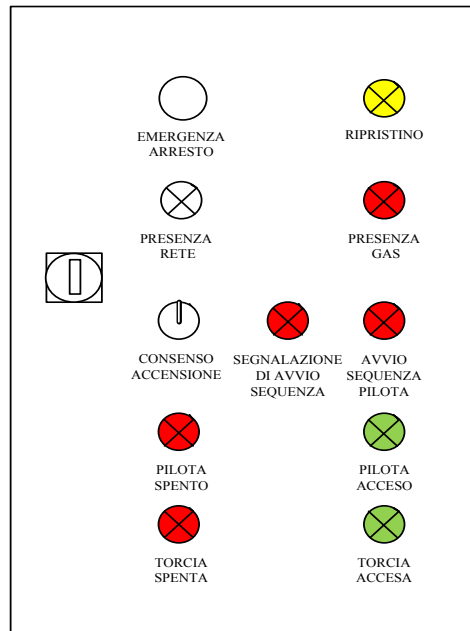 EMERGENZA
ARRESTO
RIPRISTINO
PRESENZA
RETE
PRESENZA
GAS
CONSENSO
ACCENSIONE
SEGNALAZIONE
DI AVVIO
SEQUENZA
AVVIO
SEQUENZA
PILOTA
PILOTA
SPENTO
PILOTA
ACCESO
TORCIA
SPENTA
TORCIA
ACCESA